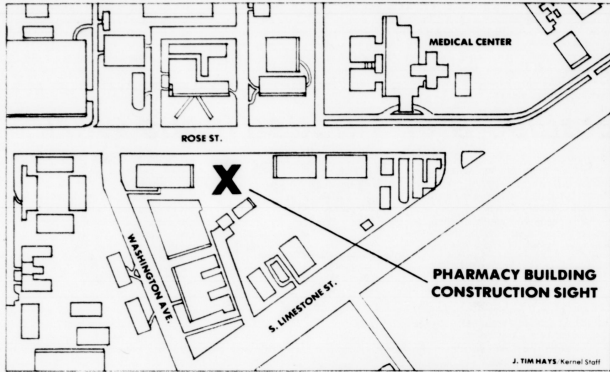 MEDICAL CENTER
ROSE ST.
X
WASHINGTON AVE.
S. LIMESTONE ST.
PHARMACY BUILDING
CONSTRUCTION SIGHT
J. TIM HAYS/Kernel Staff